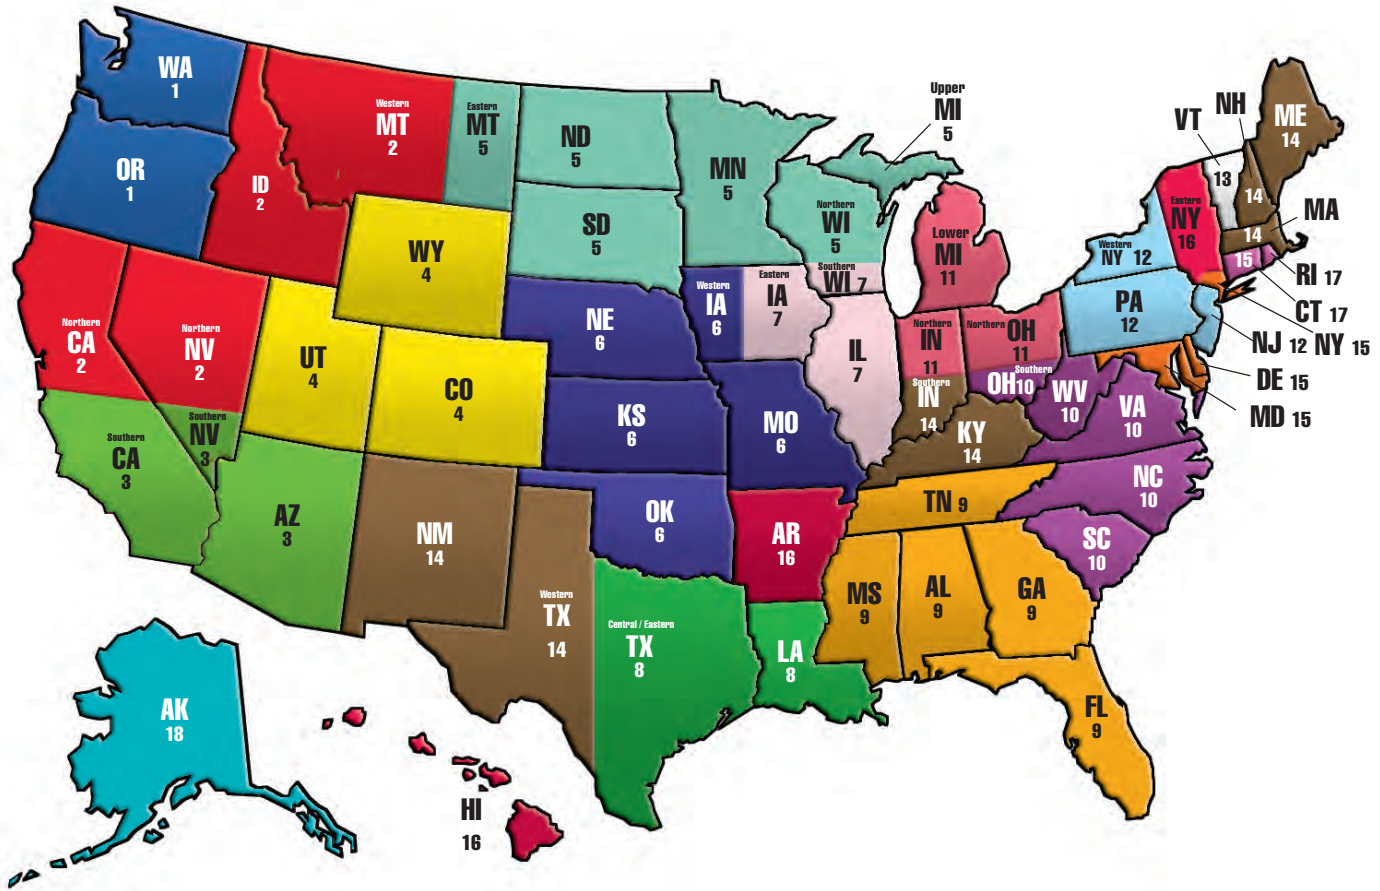 WA
1
OR
1
ID
2
Western
MT
2
Eastern
MT
5
ND
5
SD
5
MN
5
Northern
WI
5
Southern
WI 7
Upper
MI
5
Lower
MI
11
WY
4
Northern
CA
2
Northern
NV
2
Southern
NV
3
Southern
CA
3
UT
4
CO
4
AZ
3
NM
14
NE
6
KS
6
OK
6
Western
IA
6
Eastern
IA
7
MO
6
IL
7
Northern
IN
11
Southern
IN
14
Northern OH
11
Southern
OH10
KY
14
WV
10
VA
10
NC
10
SC
10
TN 9
AR
16
MS
9
AL
9
GA
9
FL
9
LA
8
Western
TX
14
Central / Eastern
TX
8
AK
18
HI
16
VT
13
NH
14
ME
14
MA
14
15
RI 17
CT 17
NY 15
NJ 12
DE 15
MD 15
Eastern
NY
16
Western
NY 12
PA
12